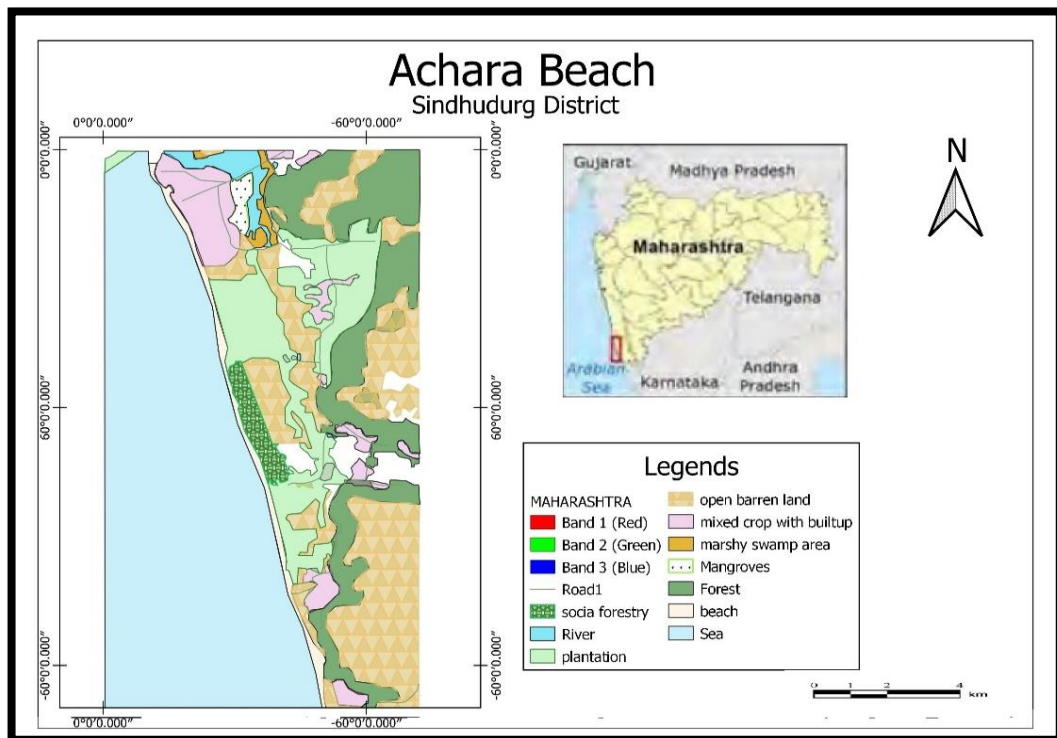 Achara Beach
Sindhudurg District
0°0'0.000"
-60°0'0.000"
0°0'0.000"
0°0'0.000"
60°0'0.000"
60°0'0.000"
-60°0'0.000"
-60°0'0.000"
0°0'0.000"
-60°0'0.000"
Gujarat
Madhya Pradesh
Maharashtra
Telangana
Arabian
Sea
Karnataka
Andhra
Pradesh
N
Legends
MAHARASHTRA
Band 1 (Red)
Band 2 (Green)
Band 3 (Blue)
Road1
socia forestry
River
plantation
open barren land
mixed crop with builtup
marshy swamp area
Mangroves
Forest
beach
Sea
0 1 2 4
km